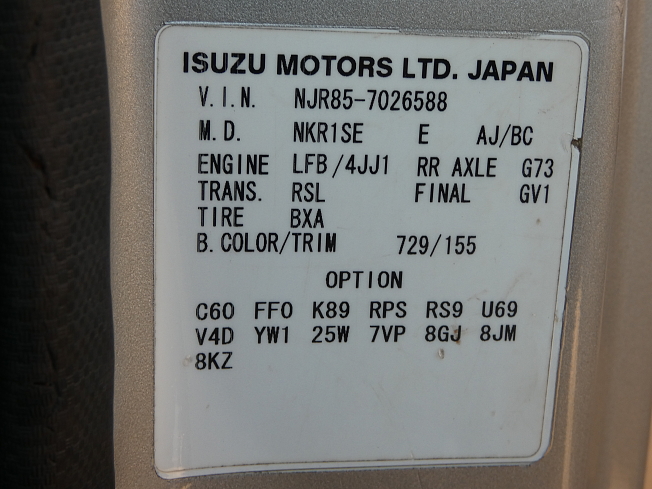 ISUZU MOTORS LTD. JAPAN
V.I.N. NJR85-7026588
M.D. NKR1SE E AJ/BC
ENGINE LFB/4JJ1 RR AXLE G73
TRANS. RSL FINAL GV1
TIRE BXA
B.COLOR/TRIM 729/155
OPTION
C60 FF0 K89 RPS RS9 U69
V4D YW1 25W 7VP 8GJ 8JM
8KZ